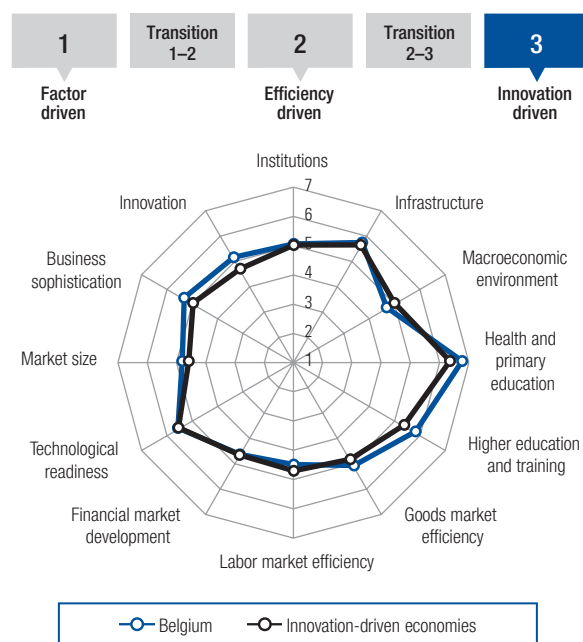 1
Transition
1–2
2
Transition
2–3
3
Factor
driven
Efficiency
driven
Innovation
driven
Institutions
7
Innovation
Infrastructure
6
5
Business
sophistication
Macroeconomic
environment
4
3
2
Market size
1
Health and
primary
education
Technological
readiness
Higher education
and training
Financial market
development
Goods market
efficiency
Labor market efficiency
Belgium
Innovation-driven economies